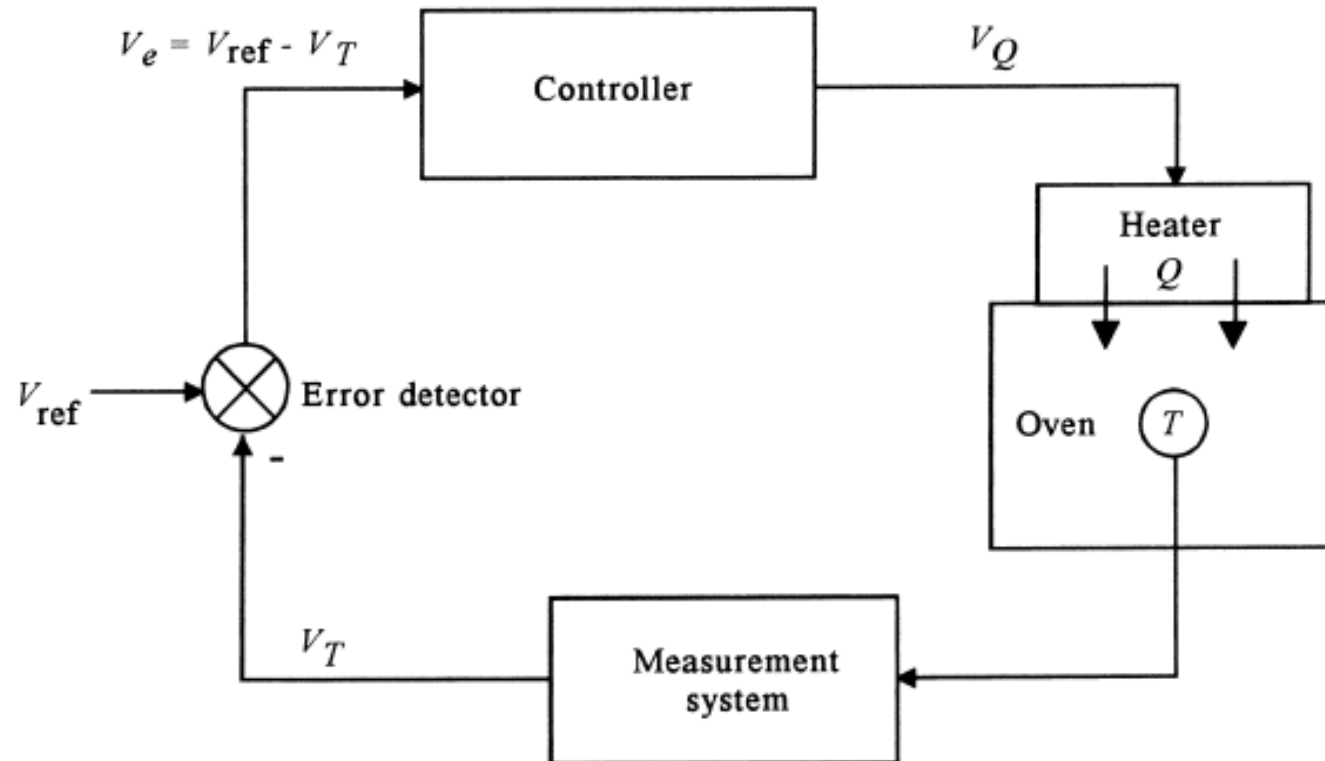 V_e = V_ref - V_T
Controller
V_Q
Heater
Q
V_ref
Error detector
-
Oven
T
V_T
Measurement
system